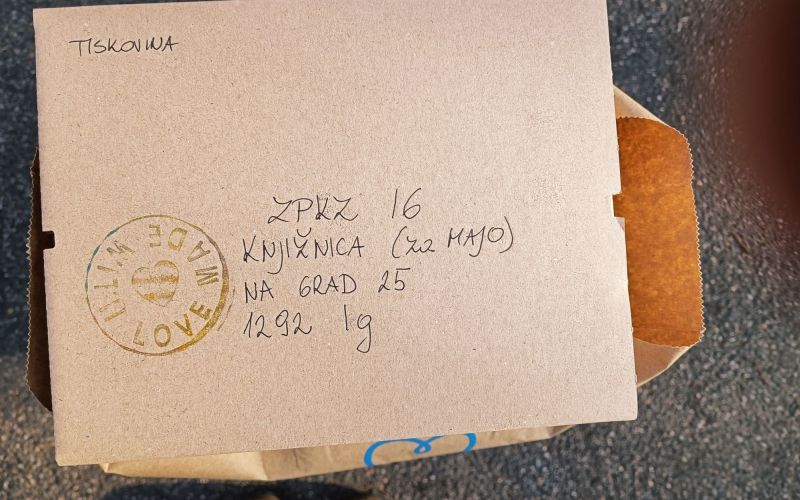 TISKOVINA
ZPKZ 16
KNJIŽNICA (za MAJO)
NA GRAD 25
1292 Ig
MADE WITH LOVE